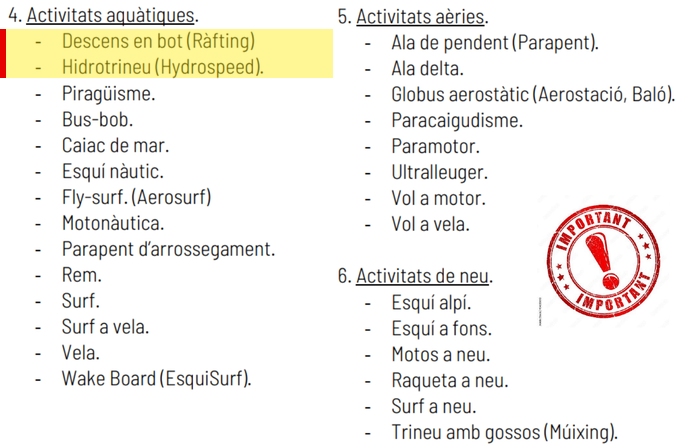 4. Activitats aquàtiques.
- Descens en bot (Ràfting)
- Hidrotrineu (Hydrospeed).
- Piragüisme.
- Bus-bob.
- Caiac de mar.
- Esquí nàutic.
- Fly-surf. (Aerosurf)
- Motonàutica.
- Parapent d’arrossegament.
- Rem.
- Surf.
- Surf a vela.
- Vela.
- Wake Board (EsquiSurf).
5. Activitats aèries.
- Ala de pendent (Parapent).
- Ala delta.
- Globus aerostàtic (Aerostació, Baló).
- Paracaigudisme.
- Paramotor.
- Ultralleuger.
- Vol a motor.
- Vol a vela.
IMPORTANT
IMPORTANT
6. Activitats de neu.
- Esquí alpí.
- Esquí a fons.
- Motos a neu.
- Raqueta a neu.
- Surf a neu.
- Trineu amb gossos (Múixing).